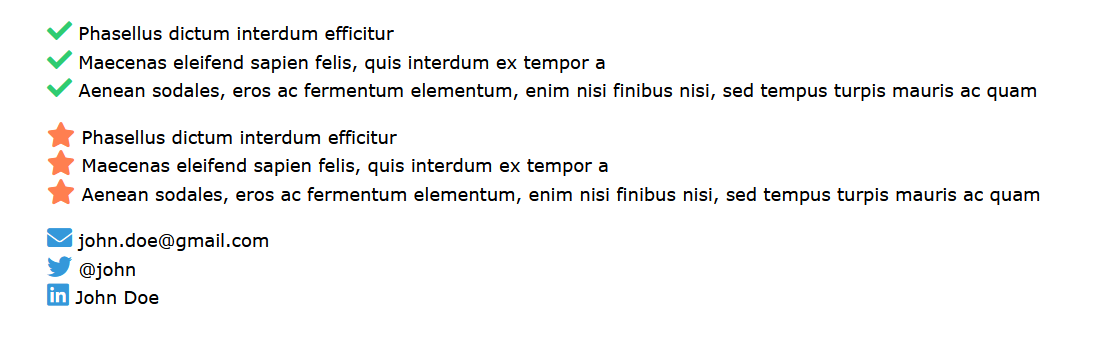 Phasellus dictum interdum efficitur
Maecenas eleifend sapien felis, quis interdum ex tempor a
Aenean sodales, eros ac fermentum elementum, enim nisi finibus nisi, sed tempus turpis mauris ac quam
Phasellus dictum interdum efficitur
Maecenas eleifend sapien felis, quis interdum ex tempor a
Aenean sodales, eros ac fermentum elementum, enim nisi finibus nisi, sed tempus turpis mauris ac quam
john.doe@gmail.com
@john
in John Doe